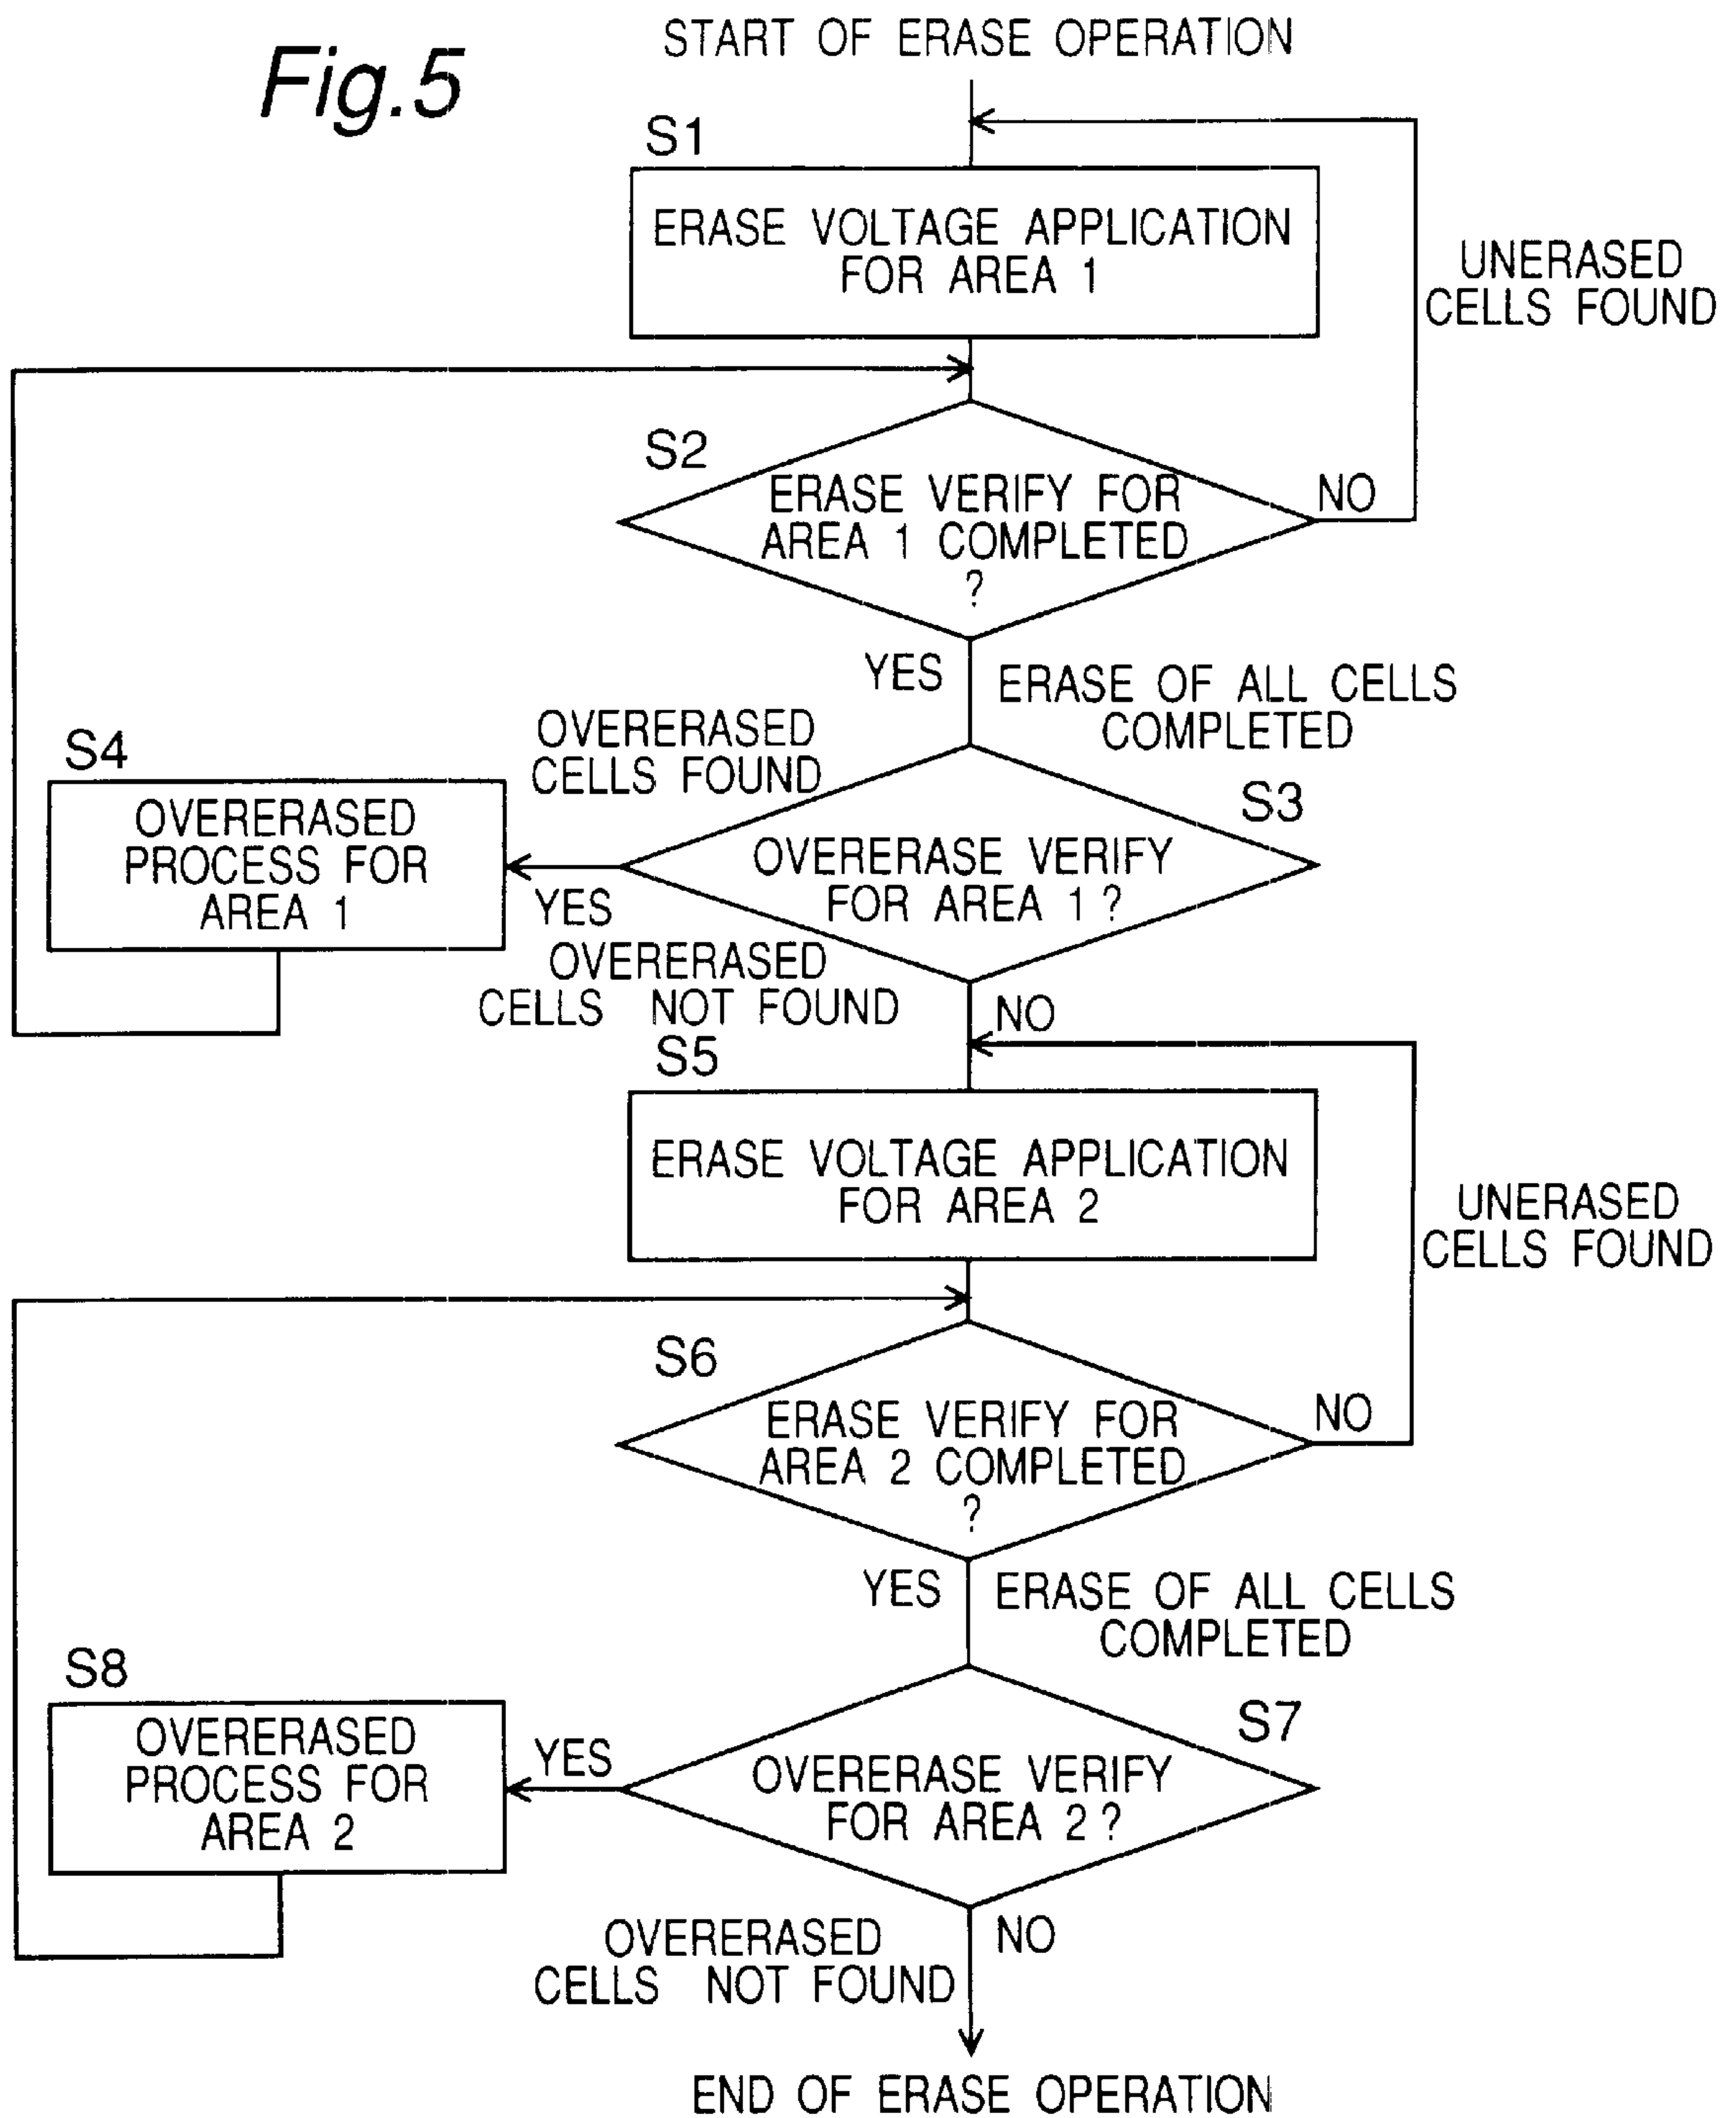 Fig.5
START OF ERASE OPERATION
S1
ERASE VOLTAGE APPLICATION
FOR AREA 1
UNERASED
CELLS FOUND
S2
ERASE VERIFY FOR
AREA 1 COMPLETED
?
NO
YES
ERASE OF ALL CELLS
COMPLETED
OVERERASED
CELLS FOUND
S3
OVERERASE VERIFY
FOR AREA 1?
YES
S4
OVERERASED
PROCESS FOR
AREA 1
OVERERASED
CELLS NOT FOUND
NO
S5
ERASE VOLTAGE APPLICATION
FOR AREA 2
UNERASED
CELLS FOUND
S6
ERASE VERIFY FOR
AREA 2 COMPLETED
?
NO
YES
ERASE OF ALL CELLS
COMPLETED
S7
OVERERASE VERIFY
FOR AREA 2?
YES
S8
OVERERASED
PROCESS FOR
AREA 2
OVERERASED
CELLS NOT FOUND
NO
END OF ERASE OPERATION